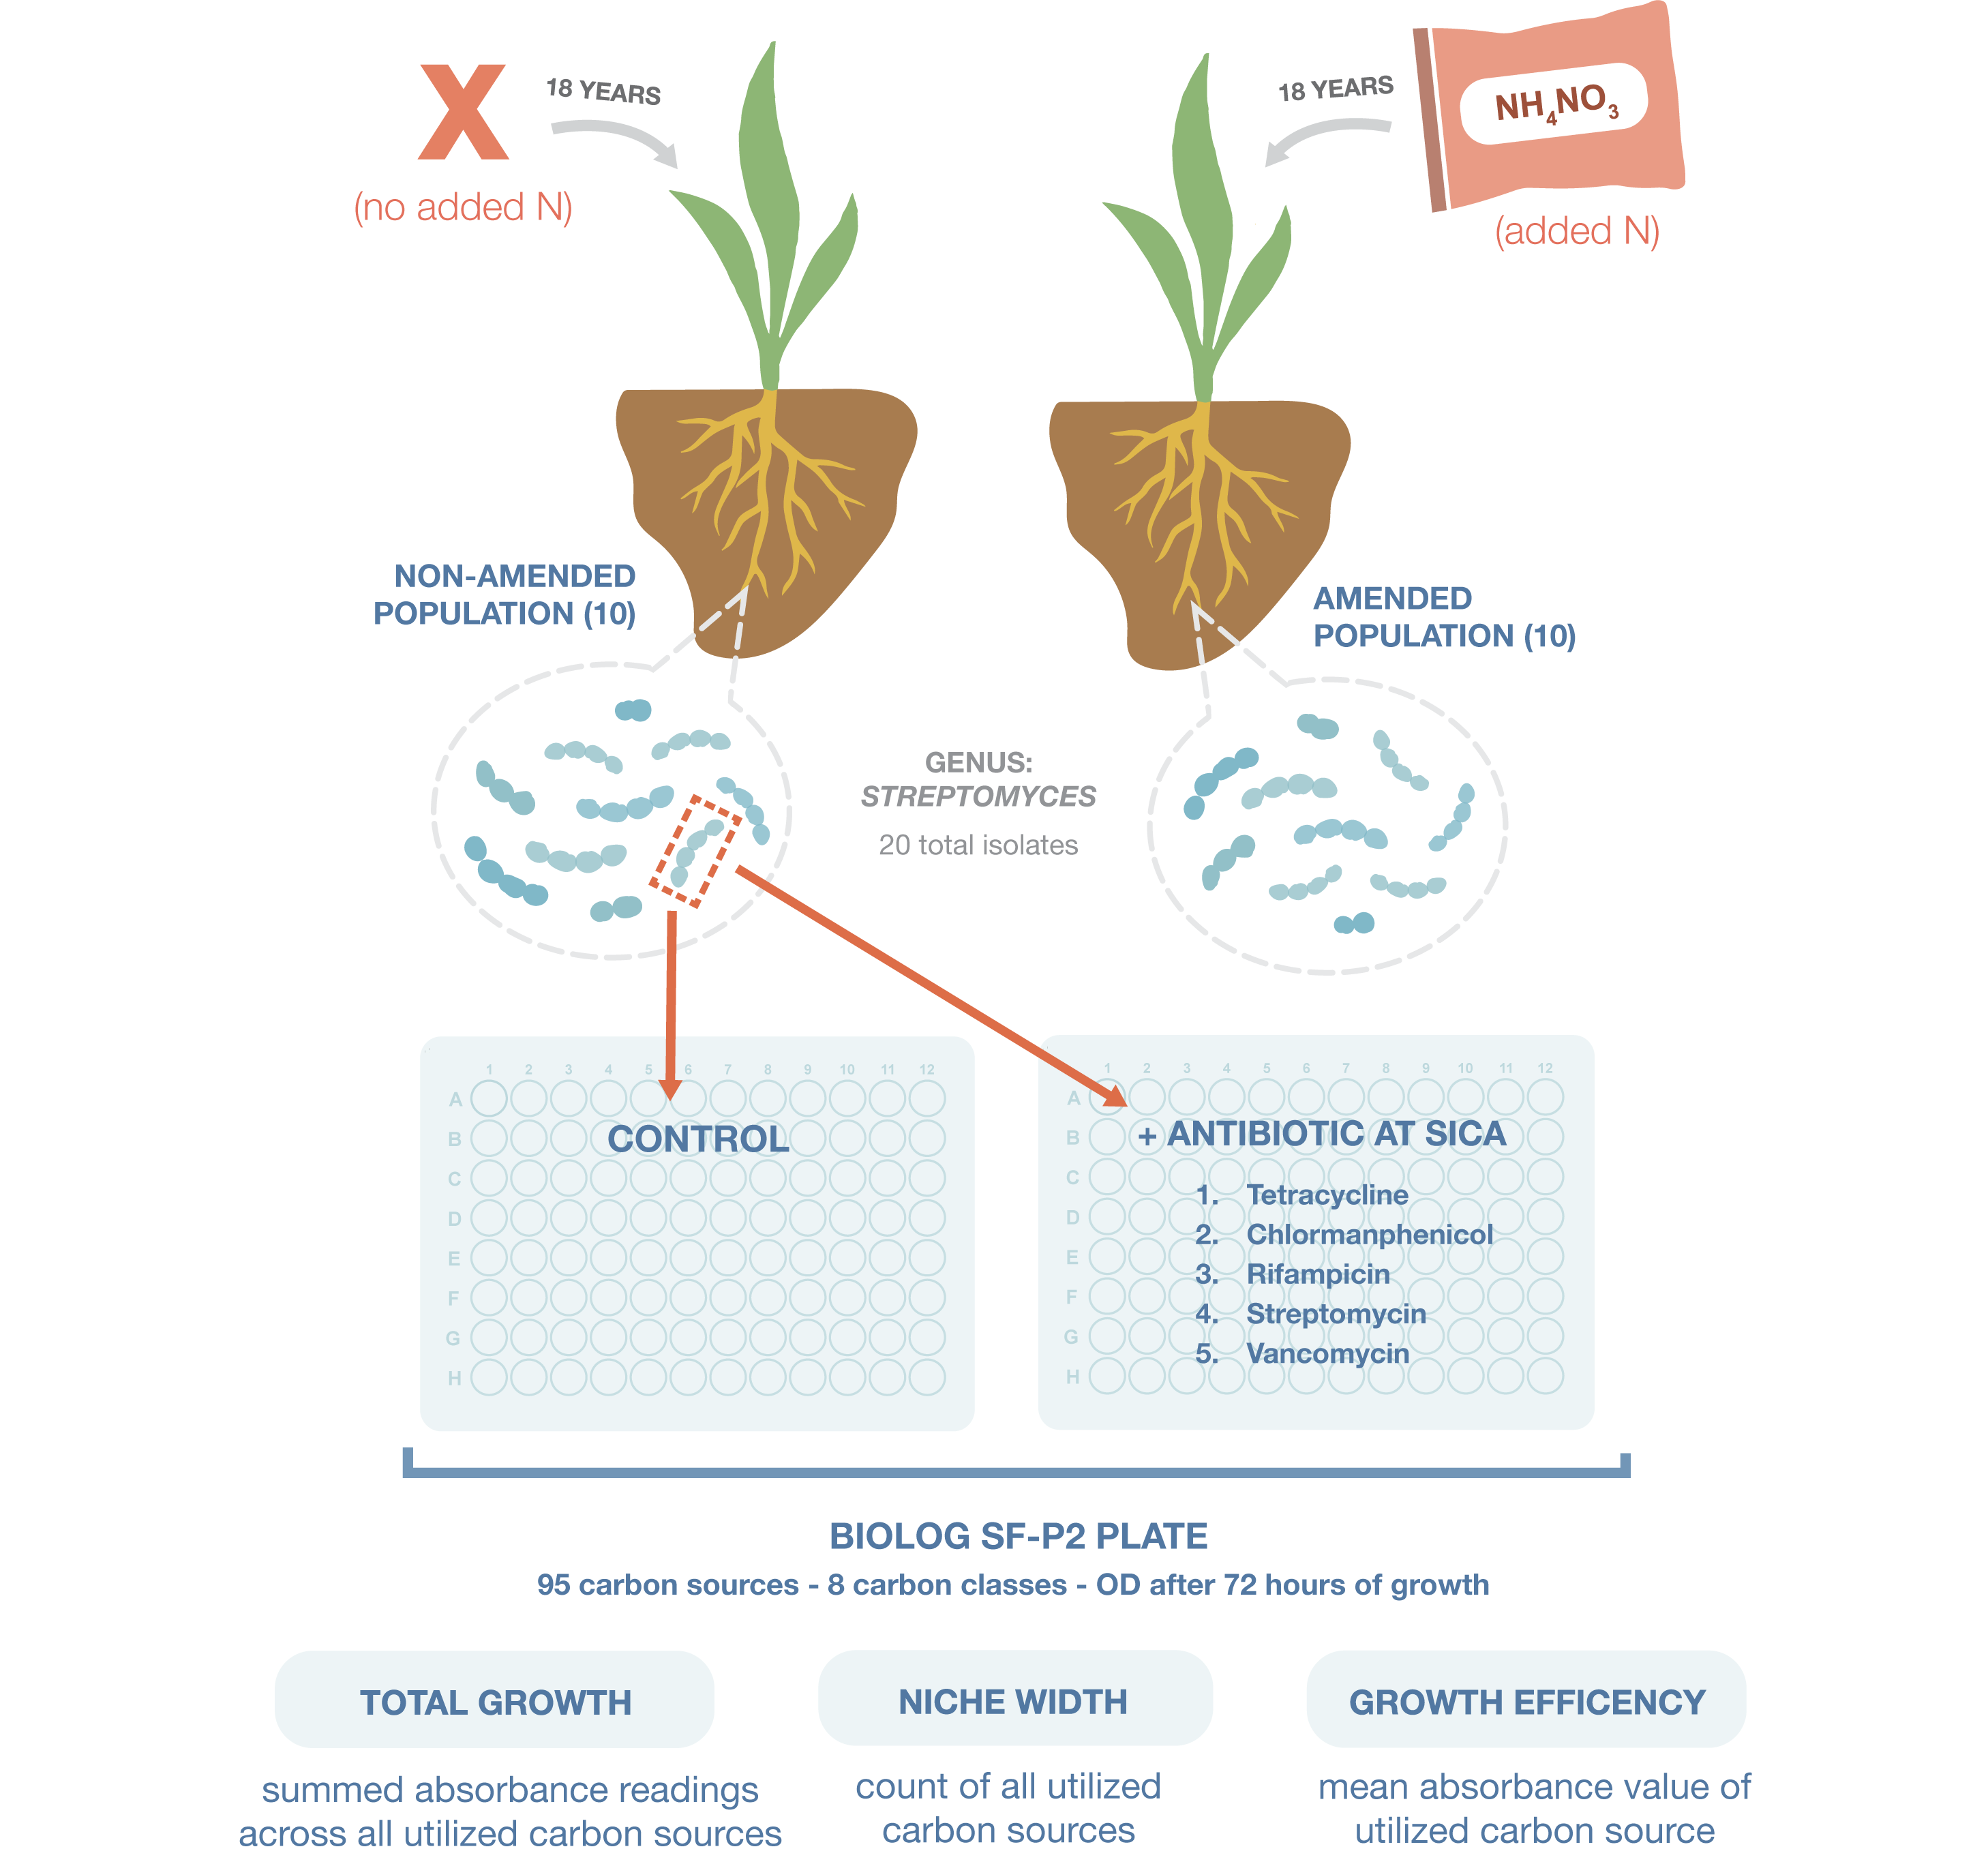 X
18 YEARS
(no added N)
18 YEARS
NH4NO3
(added N)
NON-AMENDED
POPULATION (10)
AMENDED
POPULATION (10)
GENUS:
STREPTOMYCES
20 total isolates
1 2 3 4 5 6 7 8 9 10 11 12
A
B
C
D
E
F
G
H
CONTROL
1 2 3 4 5 6 7 8 9 10 11 12
A
B
C
D
E
F
G
H
+ ANTIBIOTIC AT SICA
1. Tetracycline
2. Chlormanphenicol
3. Rifampicin
4. Streptomycin
5. Vancomycin
BIOLOG SF-P2 PLATE
95 carbon sources - 8 carbon classes - OD after 72 hours of growth
TOTAL GROWTH
summed absorbance readings
across all utilized carbon sources
NICHE WIDTH
count of all utilized
carbon sources
GROWTH EFFICENCY
mean absorbance value of
utilized carbon source